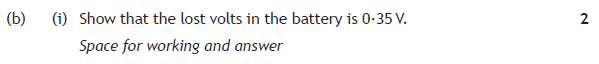 (b) (i) Show that the lost volts in the battery is 0·35 V. 2
Space for working and answer